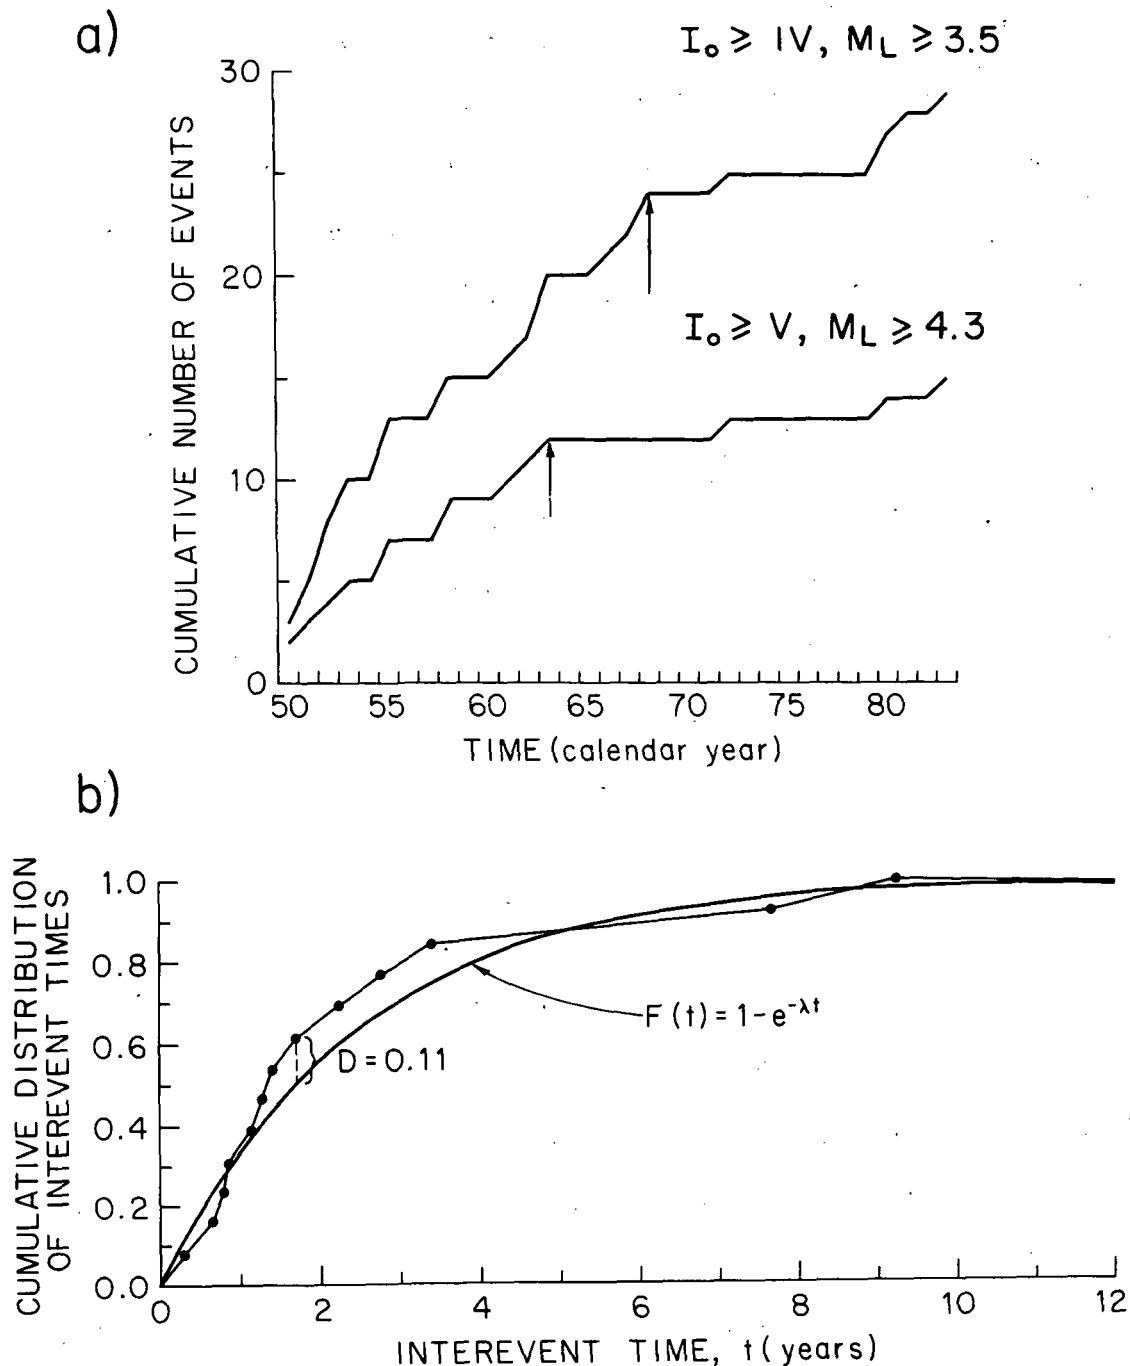 a)
I₀ ≥ IV, M_L ≥ 3.5
30
20
10
0
CUMULATIVE NUMBER OF EVENTS
I₀ ≥ V, M_L ≥ 4.3
50 55 60 65 70 75 80
TIME (calendar year)
b)
CUMULATIVE DISTRIBUTION
OF INTEREVENT TIMES
1.0
0.8
0.6
0.4
0.2
0.0
F(t) = 1-e^{-λt}
D = 0.11
0 2 4 6 8 10 12
INTEREVENT TIME, t (years)